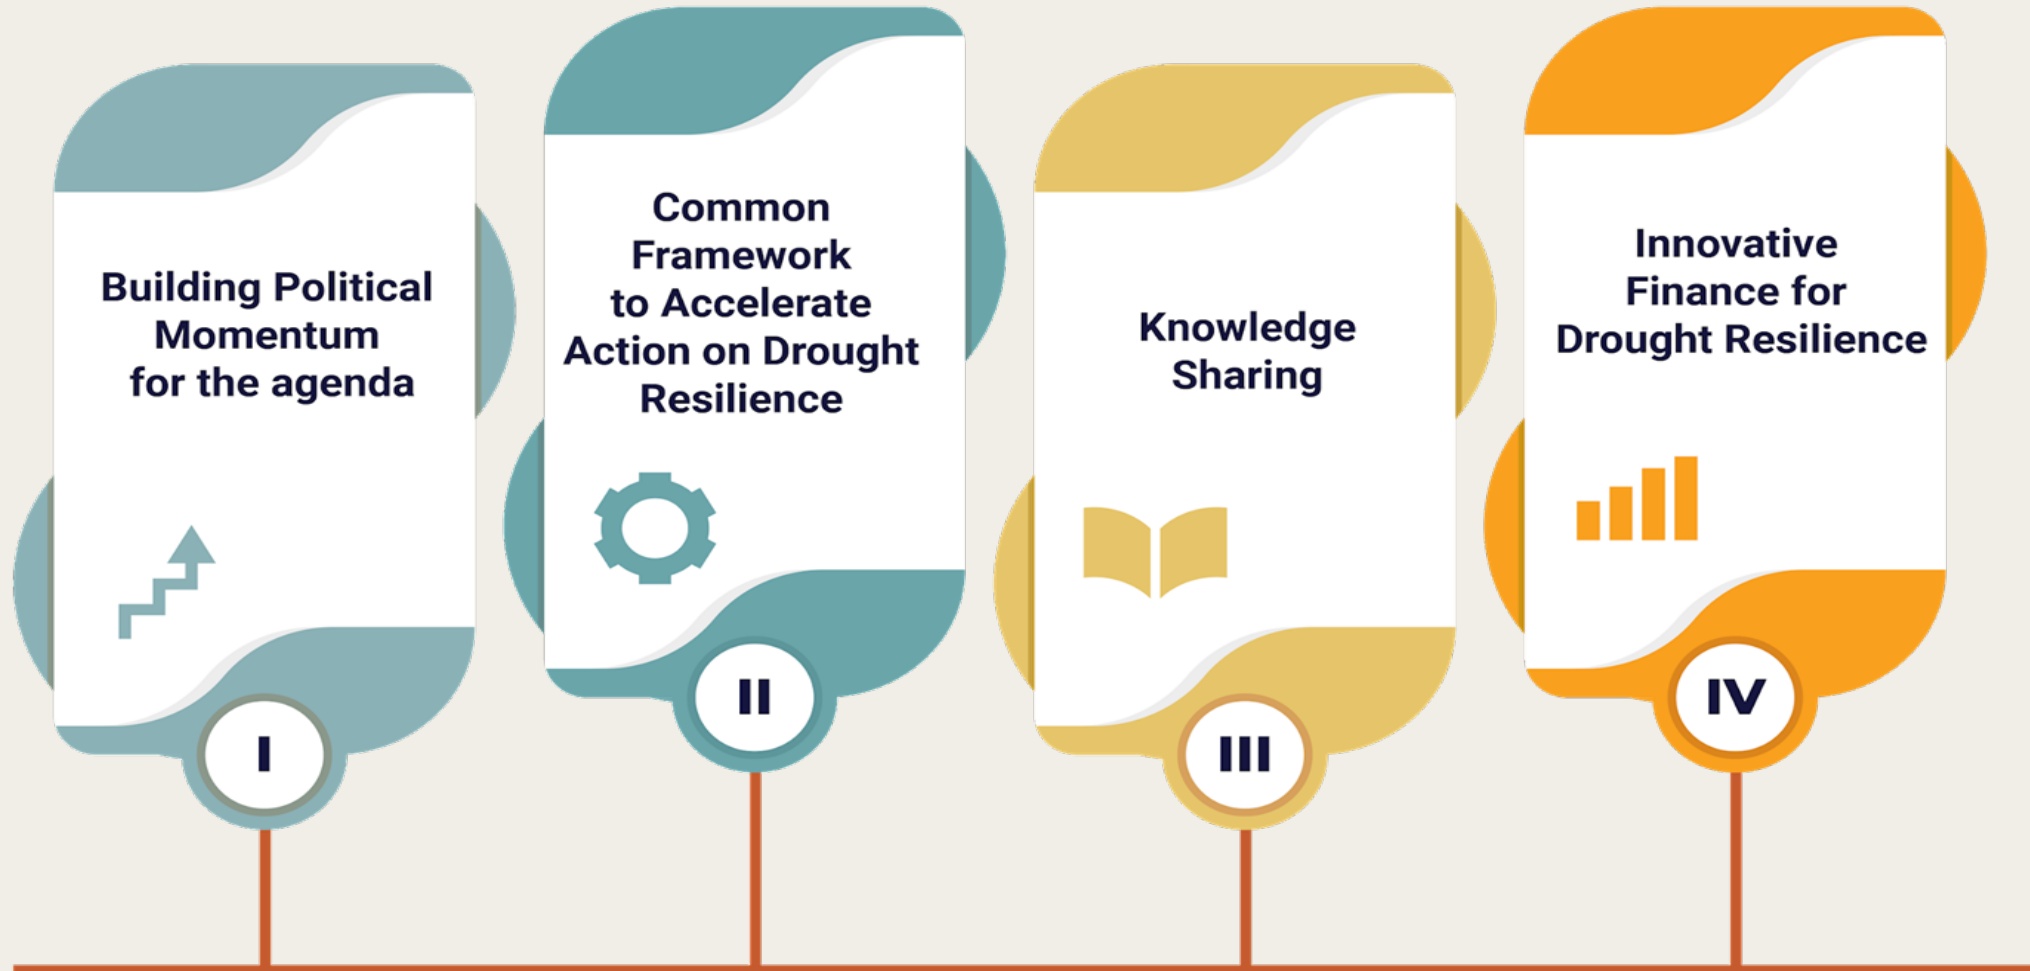 Building Political
Momentum
for the agenda
I
Common
Framework
to Accelerate
Action on Drought
Resilience
II
Knowledge
Sharing
III
Innovative
Finance for
Drought Resilience
IV